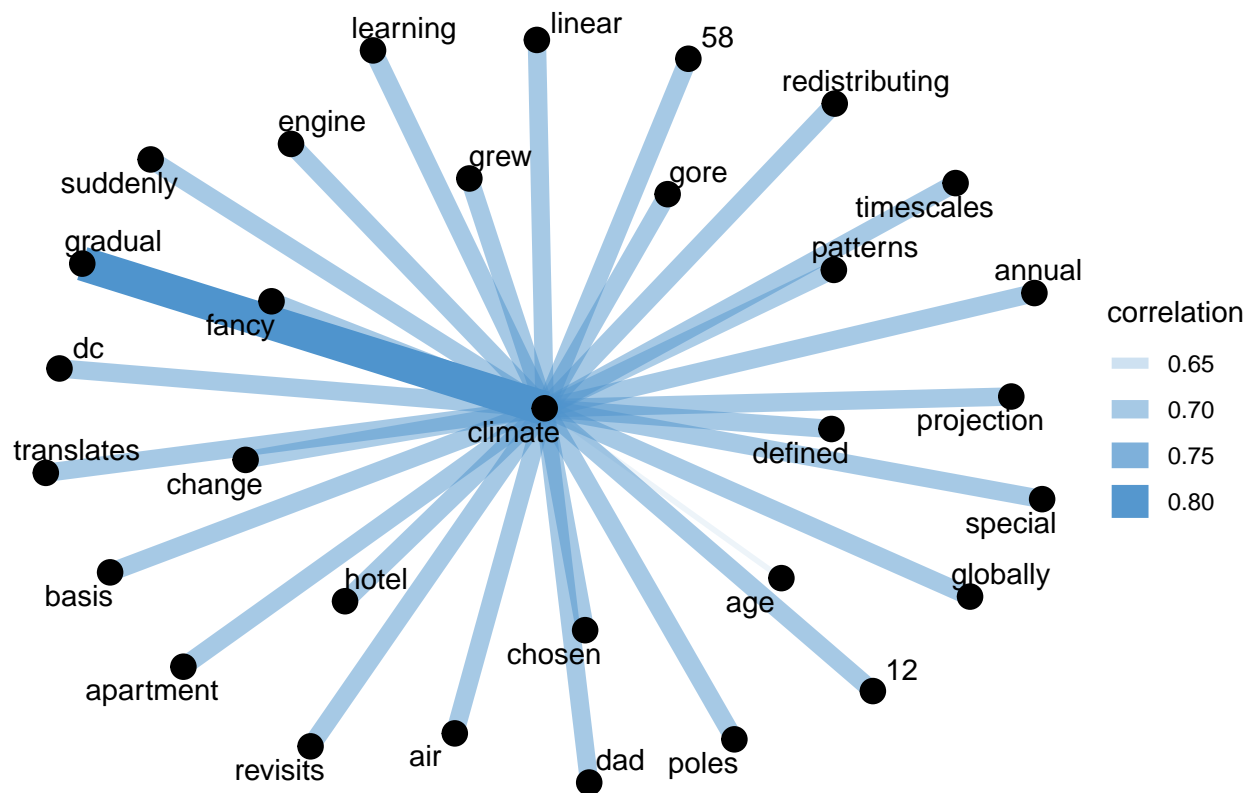 learning
linear
58
redistributing
engine
grew
gore
suddenly
timescales
gradual
patterns
annual
fancy
correlation
dc
0.65
0.70
projection
climate
translates
change
defined
0.75
0.80
special
basis
hotel
age
globally
chosen
apartment
12
revisits
air
dad
poles